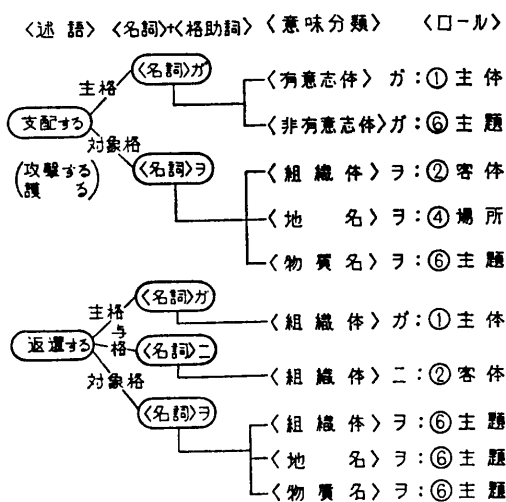 〈述語〉 〈名詞〉+〈格助詞〉 〈意味分類〉 〈ロール〉
〈名詞〉ガ
主格
〈有意志体〉 ガ：① 主体
支配する
〈非有意志体〉ガ：⑥ 主題
対象格
(攻撃する
護る)
〈名詞〉ヲ
〈組織体〉ヲ：② 客体
〈地名〉ヲ：④ 場所
〈物質名〉ヲ：⑥ 主題
〈名詞〉ガ
主格
〈組織体〉ガ：① 主体
返還する
与格
〈名詞〉ニ
〈組織体〉ニ：② 客体
対象格
〈名詞〉ヲ
〈組織体〉ヲ：⑥ 主題
〈地名〉ヲ：⑥ 主題
〈物質名〉ヲ：⑥ 主題